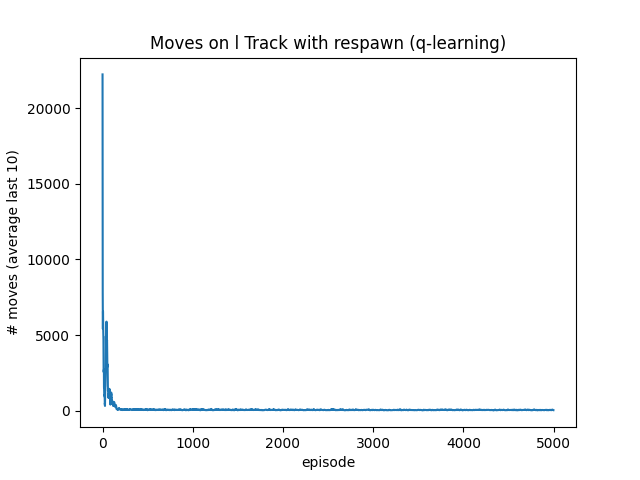 Moves on l Track with respawn (q-learning)
# moves (average last 10)
20000
15000
10000
5000
0
0 1000 2000 3000 4000 5000
episode